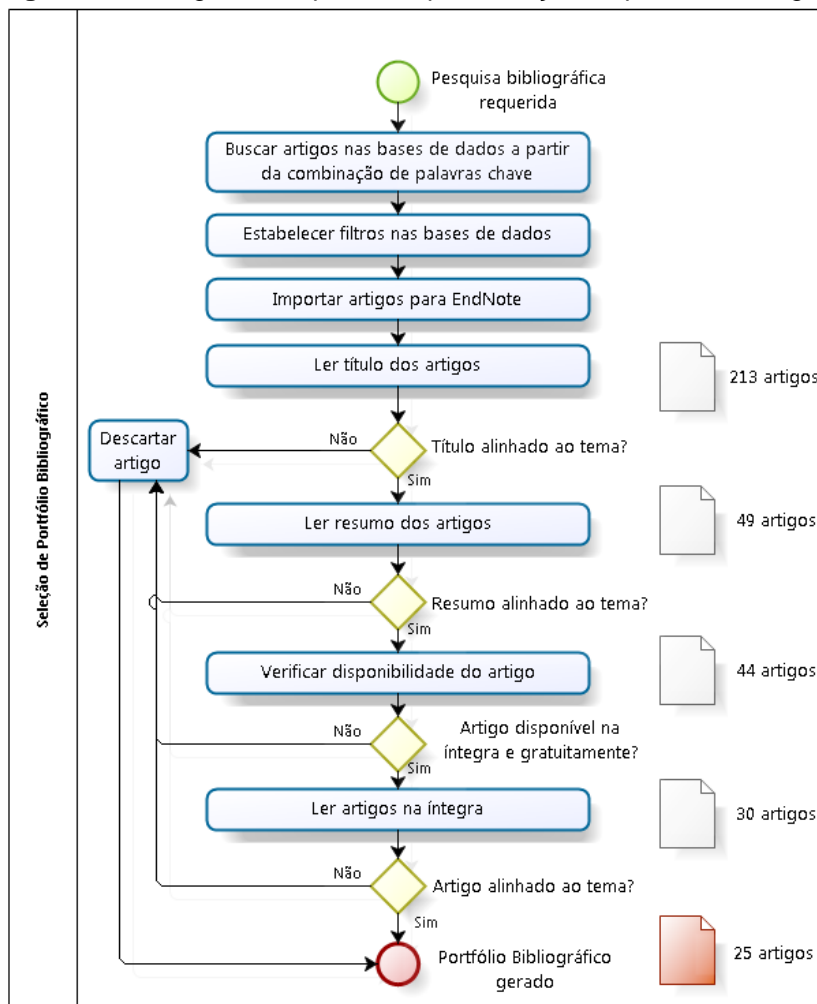 Pesquisa bibliográfica
requerida
Buscar artigos nas bases de dados a partir
da combinação de palavras chave
Estabelecer filtros nas bases de dados
Importar artigos para EndNote
Ler título dos artigos
213 artigos
Descartar
artigo
Não
Título alinhado ao tema?
Sim
Ler resumo dos artigos
49 artigos
Não
Resumo alinhado ao tema?
Sim
Verificar disponibilidade do artigo
44 artigos
Não
Artigo disponível na
íntegra e gratuitamente?
Sim
Ler artigos na íntegra
30 artigos
Não
Artigo alinhado ao tema?
Sim
Portfólio Bibliográfico
gerado
25 artigos
Seleção de Portfólio Bibliográfico